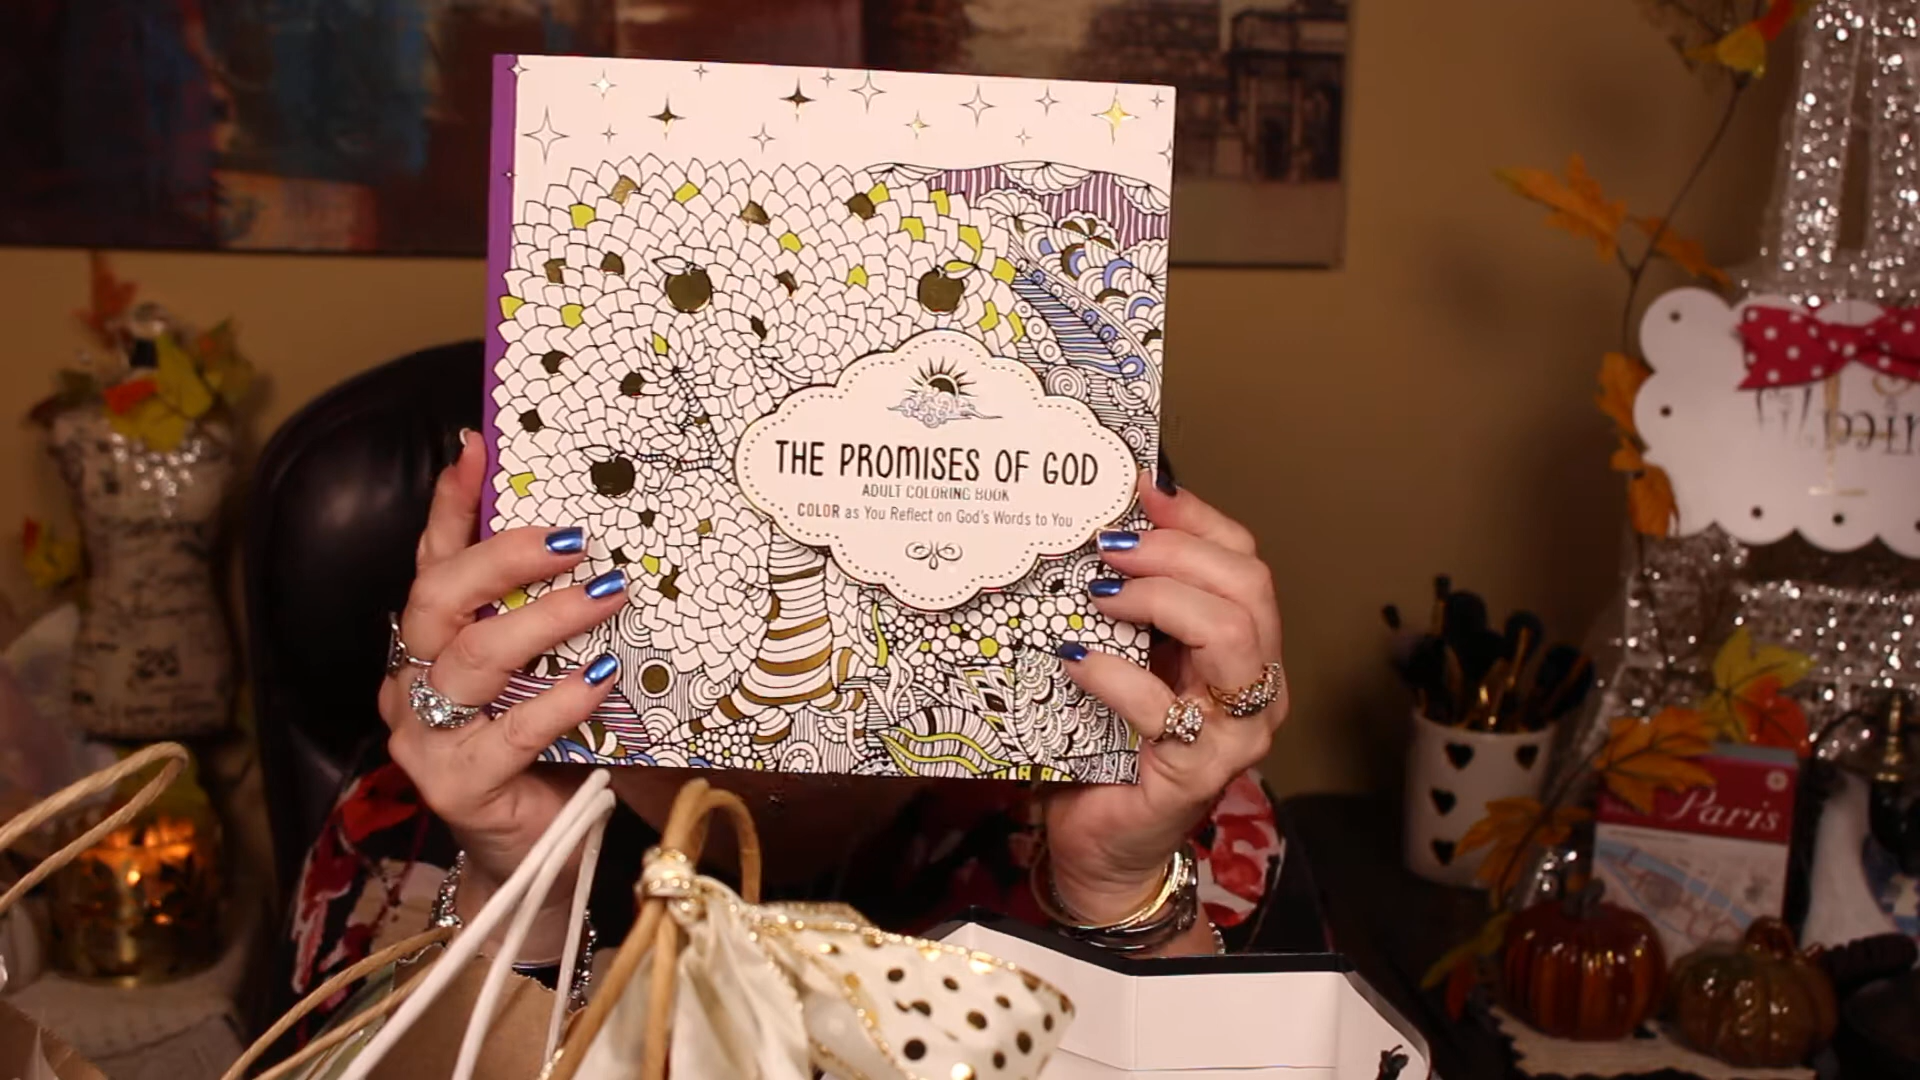 THE PROMISES OF GOD
ADULT COLORING BOOK
COLOR as You Reflect on God's Words to You
Paris